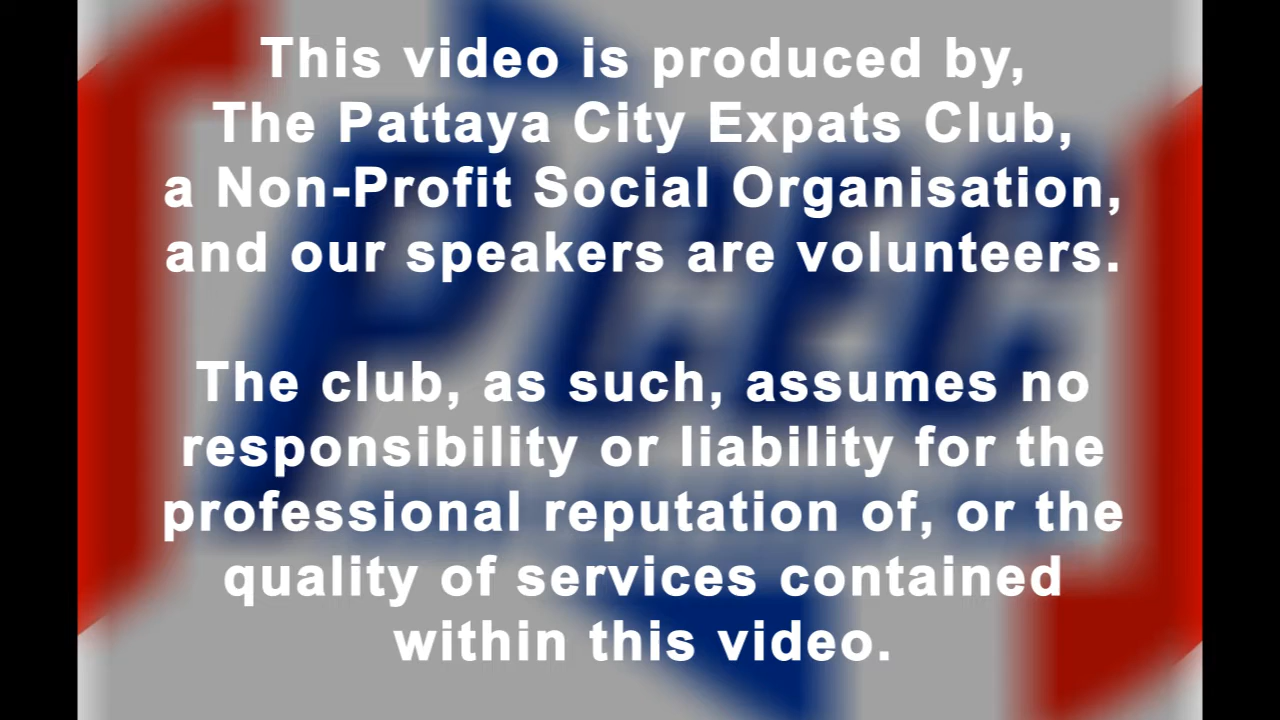 This video is produced by,
The Pattaya City Expats Club,
a Non-Profit Social Organisation,
and our speakers are volunteers.
The club, as such, assumes no
responsibility or liability for the
professional reputation of, or the
quality of services contained
within this video.
PCEC